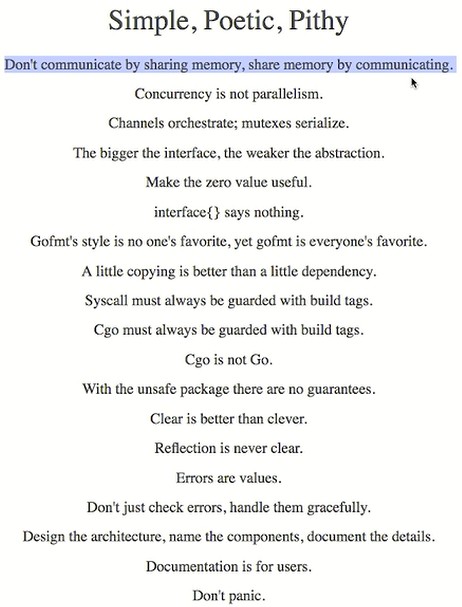 Simple, Poetic, Pithy
Don't communicate by sharing memory, share memory by communicating.
Concurrency is not parallelism.
Channels orchestrate; mutexes serialize.
The bigger the interface, the weaker the abstraction.
Make the zero value useful.
interface{} says nothing.
Gofmt's style is no one's favorite, yet gofmt is everyone's favorite.
A little copying is better than a little dependency.
Syscall must always be guarded with build tags.
Cgo must always be guarded with build tags.
Cgo is not Go.
With the unsafe package there are no guarantees.
Clear is better than clever.
Reflection is never clear.
Errors are values.
Don't just check errors, handle them gracefully.
Design the architecture, name the components, document the details.
Documentation is for users.
Don't panic.